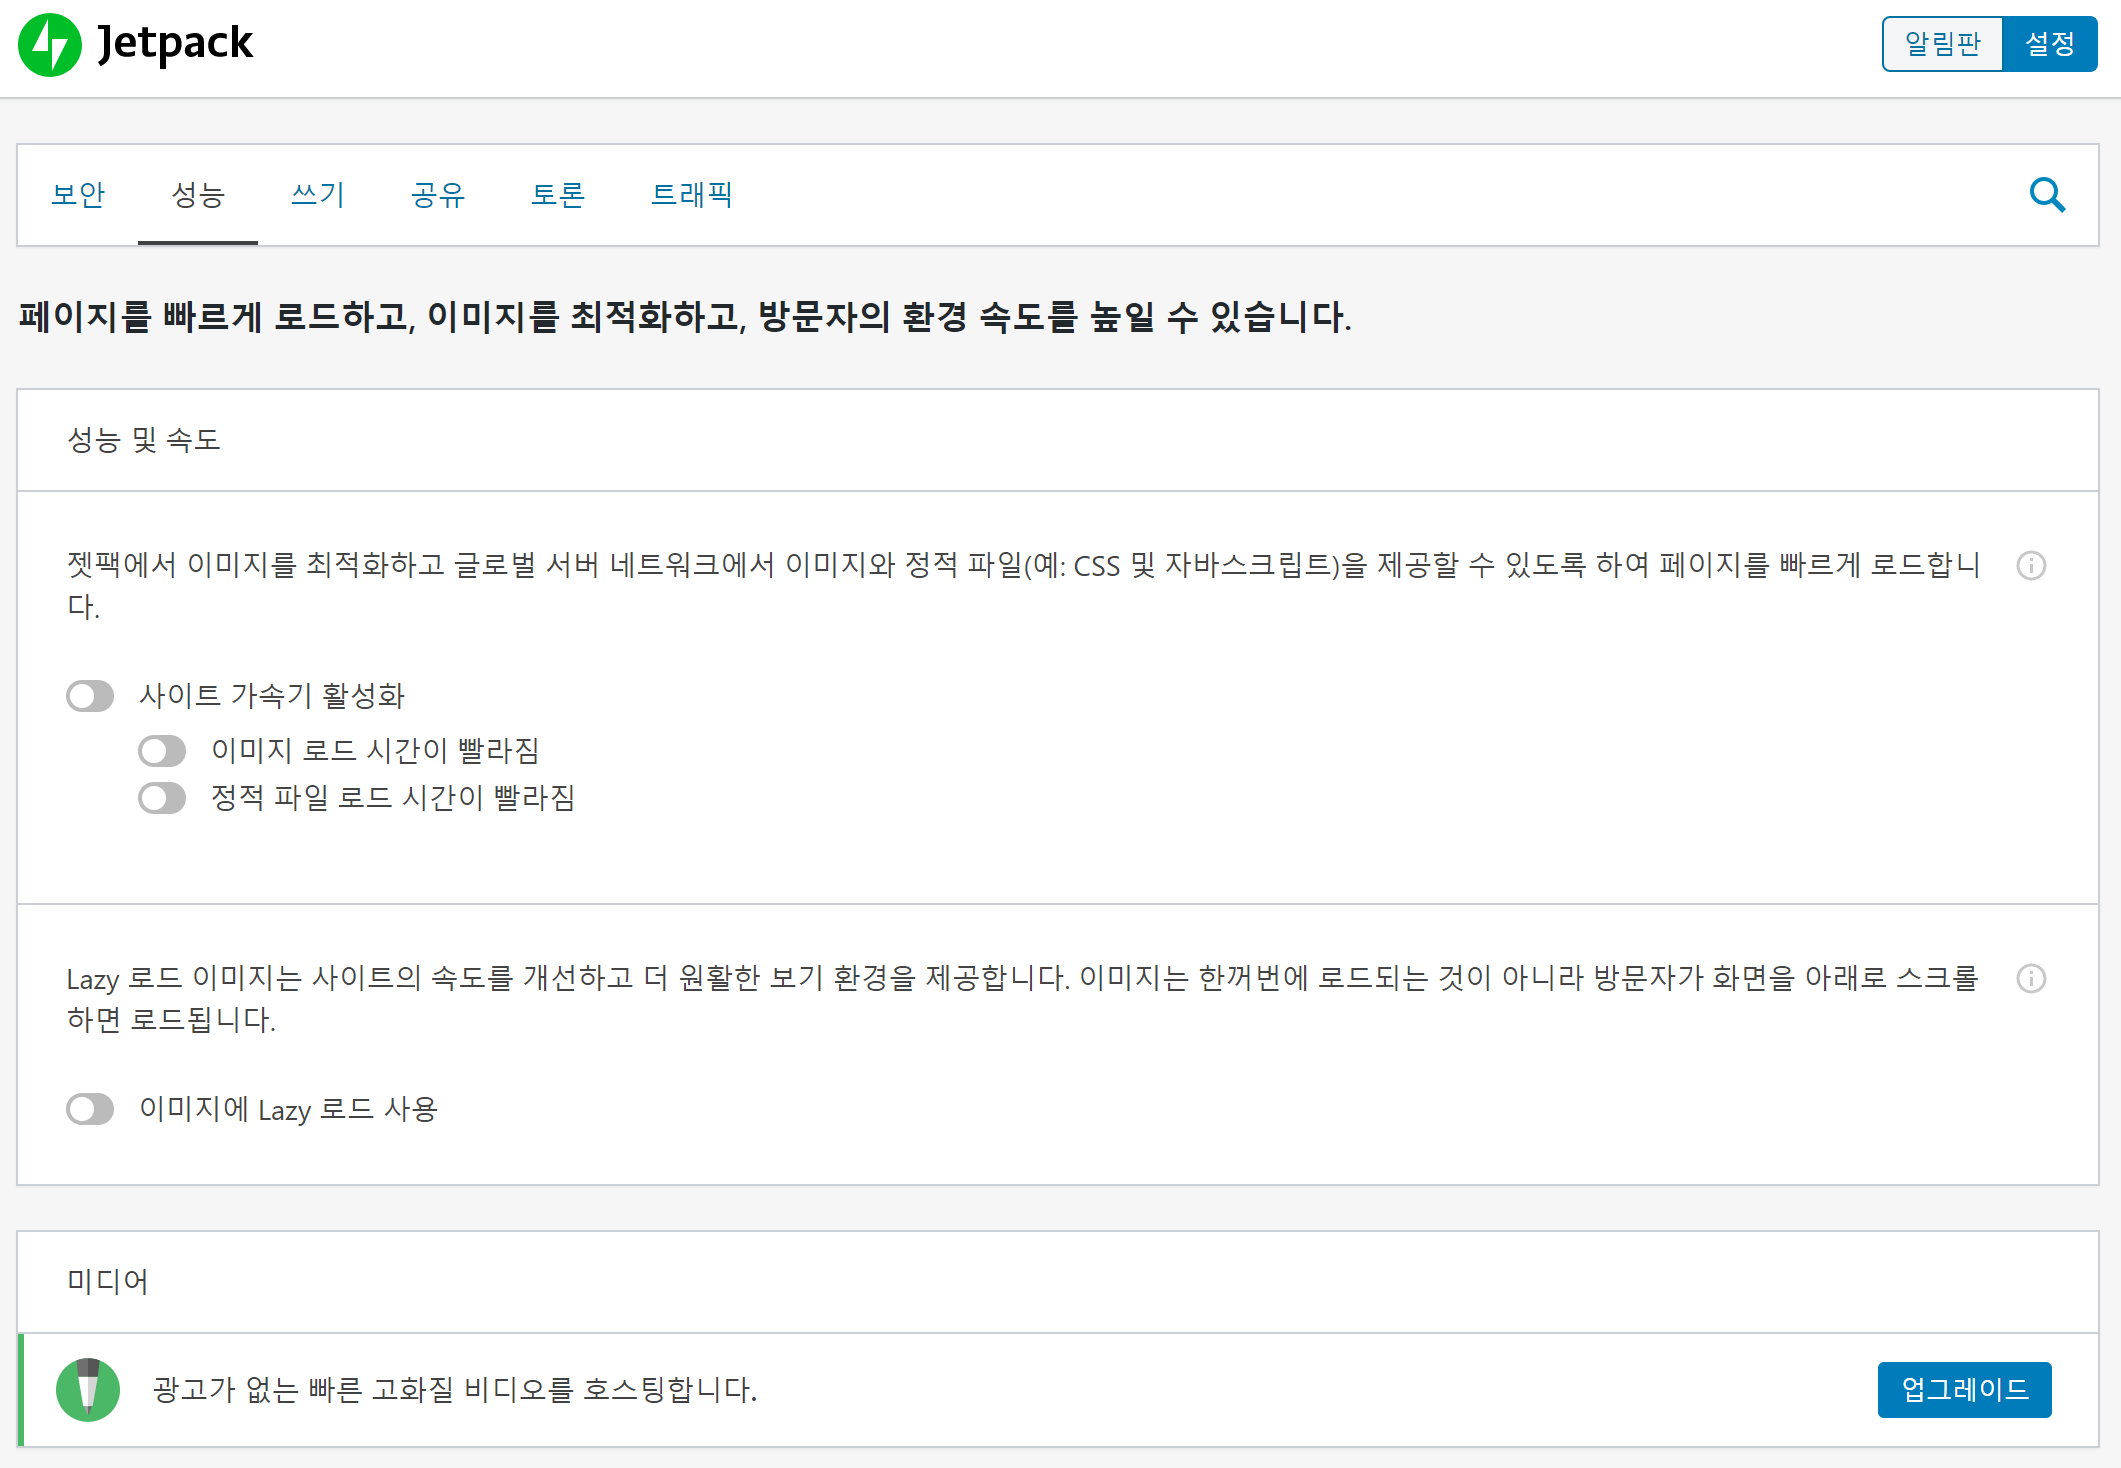 Jetpack
알림판 설정
보안 성능 쓰기 공유 토론 트래픽
페이지를 빠르게 로드하고, 이미지를 최적화하고, 방문자의 환경 속도를 높일 수 있습니다.
성능 및 속도
젯팩에서 이미지를 최적화하고 글로벌 서버 네트워크에서 이미지와 정적 파일(예: CSS 및 자바스크립트)을 제공할 수 있도록 하여 페이지를 빠르게 로드합니
다.
사이트 가속기 활성화
이미지 로드 시간이 빨라짐
정적 파일 로드 시간이 빨라짐
Lazy 로드 이미지는 사이트의 속도를 개선하고 더 원활한 보기 환경을 제공합니다. 이미지는 한꺼번에 로드되는 것이 아니라 방문자가 화면을 아래로 스크롤
하면 로드됩니다.
이미지에 Lazy 로드 사용
미디어
광고가 없는 빠른 고화질 비디오를 호스팅합니다.
업그레이드